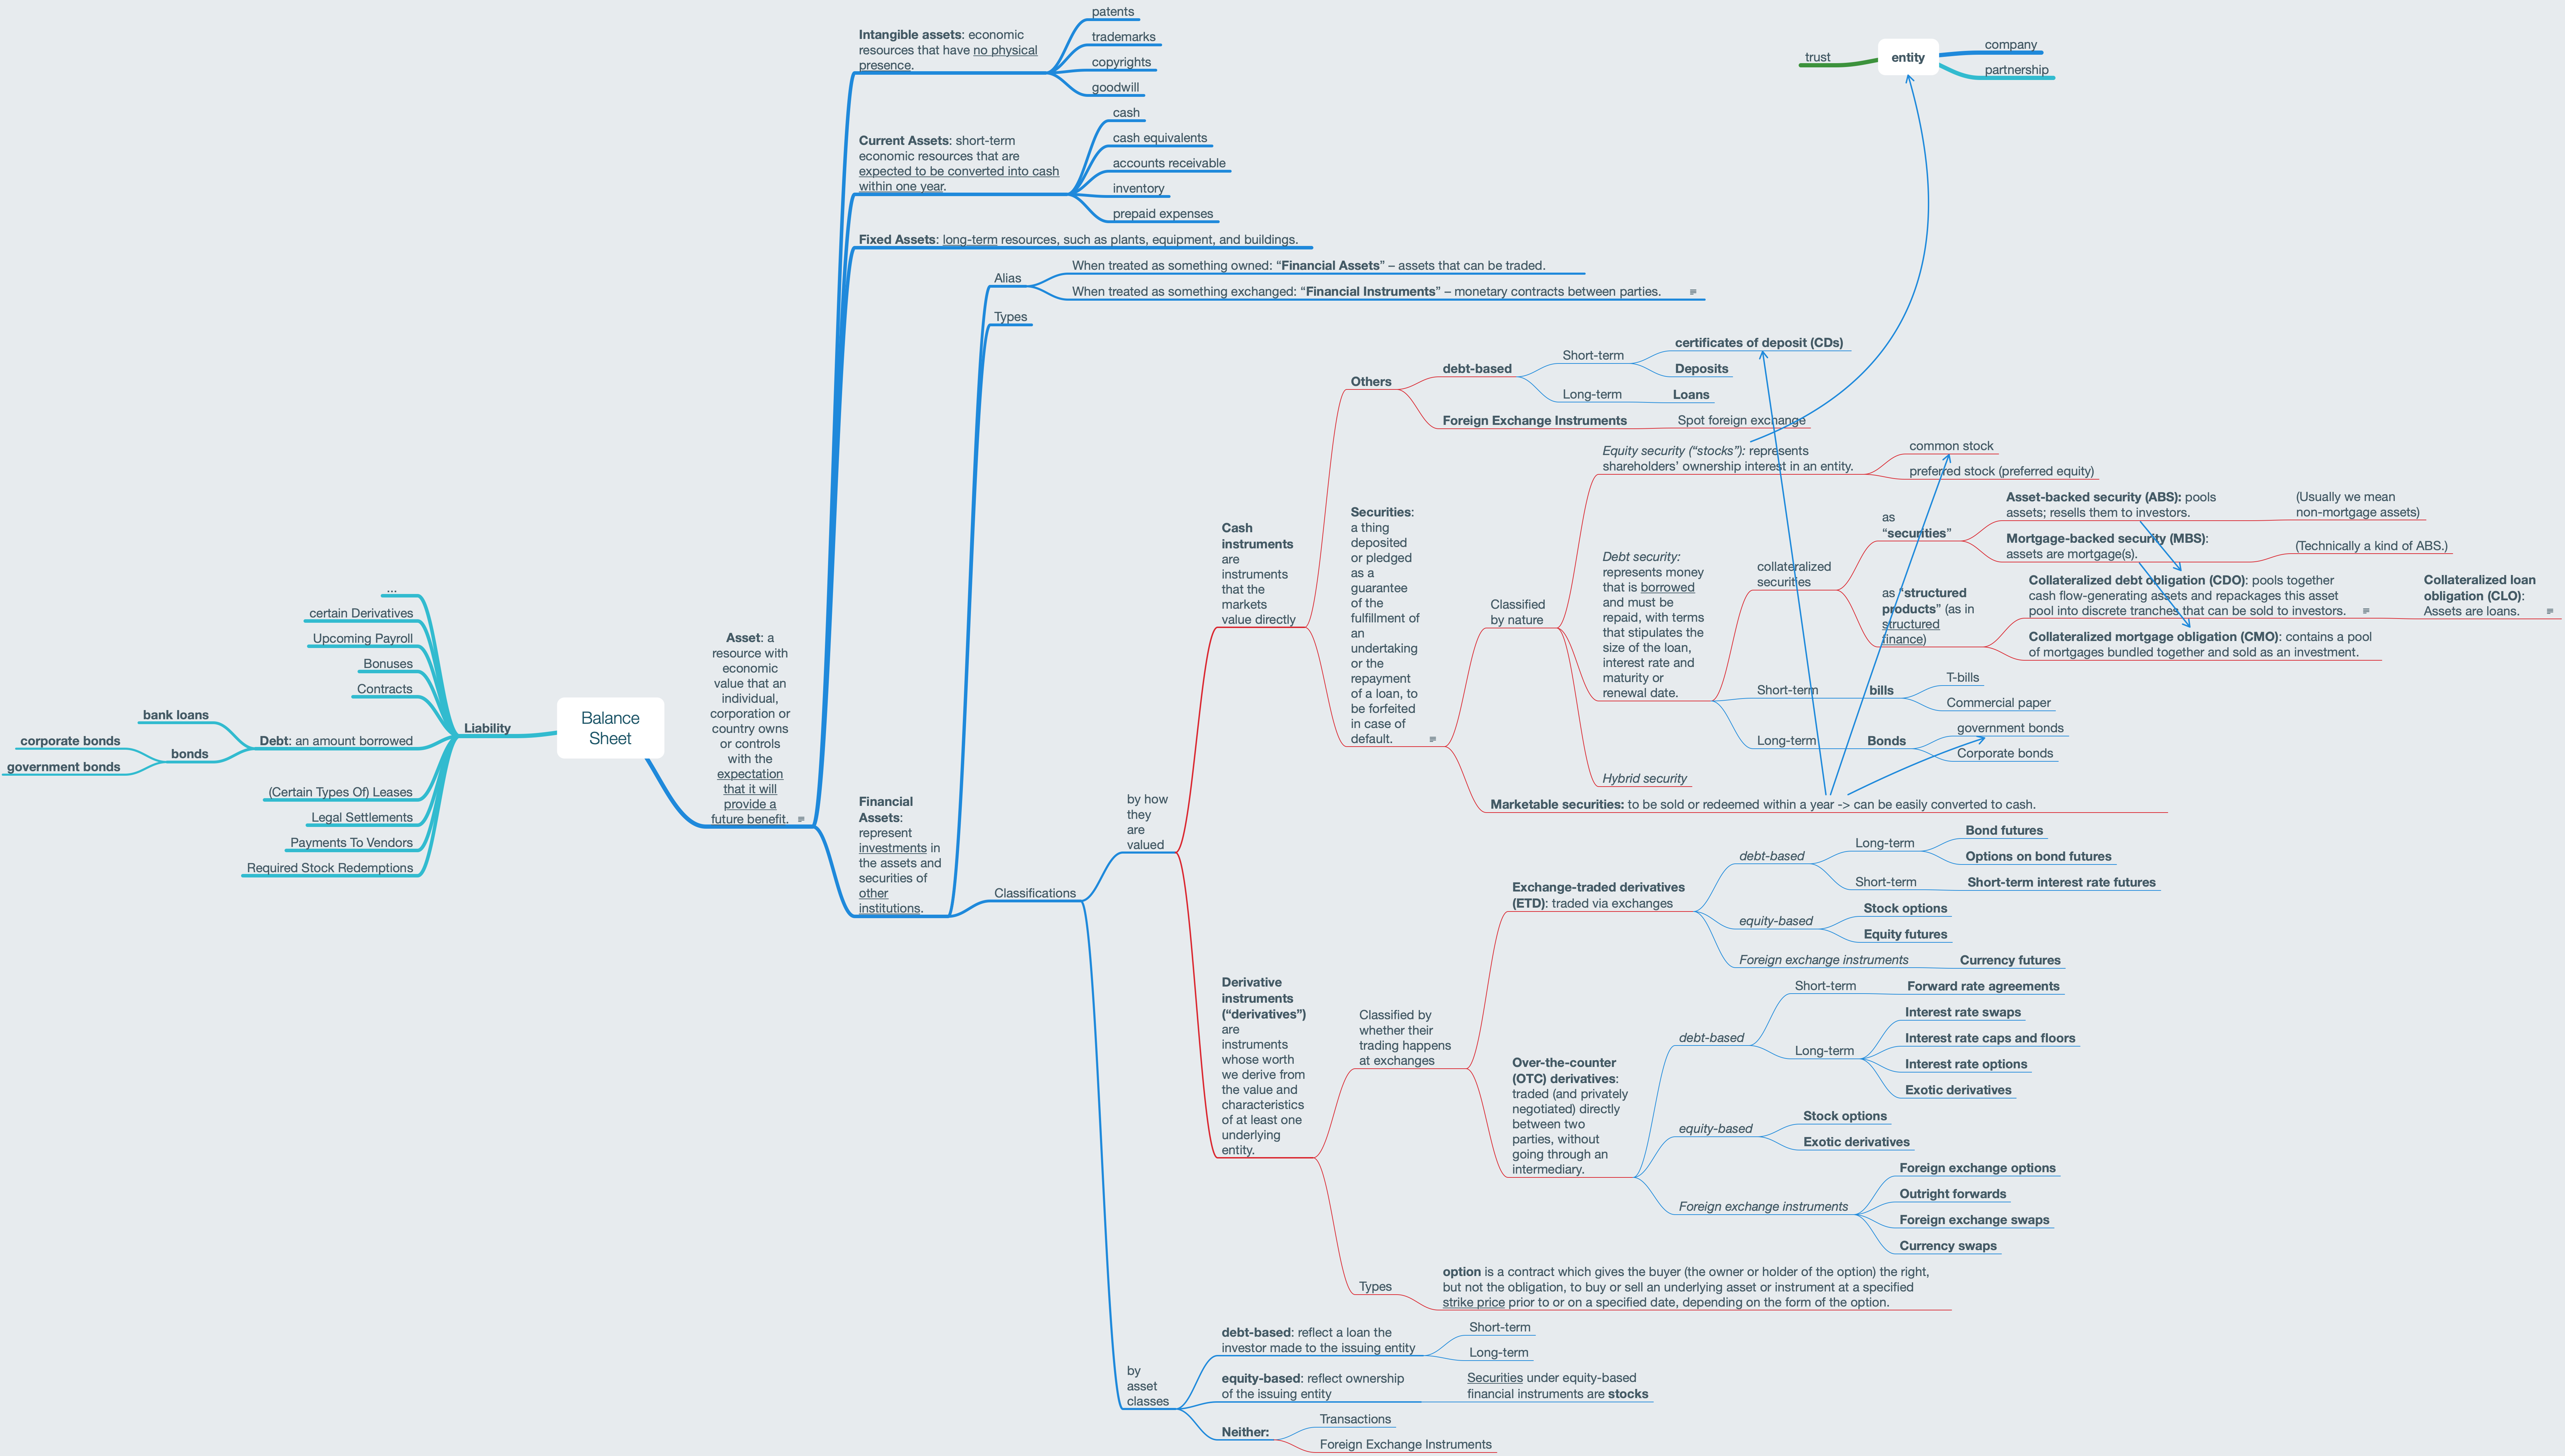 Balance
Sheet
Liability
...
certain Derivatives
Upcoming Payroll
Bonuses
Contracts
Debt: an amount borrowed
bank loans
bonds
corporate bonds
government bonds
(Certain Types Of) Leases
Legal Settlements
Payments To Vendors
Required Stock Redemptions
Asset: a
resource with
economic
value that an
individual,
corporation or
country owns
or controls
with the
expectation
that it will
provide a
future benefit.
Intangible assets: economic
resources that have no physical
presence.
patents
trademarks
copyrights
goodwill
Current Assets: short-term
economic resources that are
expected to be converted into cash
within one year.
cash
cash equivalents
accounts receivable
inventory
prepaid expenses
Fixed Assets: long-term resources, such as plants, equipment, and buildings.
Financial
Assets:
represent
investments in
the assets and
securities of
other
institutions.
Alias
When treated as something owned: “Financial Assets” – assets that can be traded.
When treated as something exchanged: “Financial Instruments” – monetary contracts between parties.
Types
Classifications
by how
they
are
valued
Cash
instruments
are
instruments
that the
markets
value directly
Others
debt-based
Short-term
certificates of deposit (CDs)
Deposits
Long-term
Loans
Foreign Exchange Instruments
Spot foreign exchange
Securities:
a thing
deposited
or pledged
as a
guarantee
of the
fulfillment of
an
undertaking
or the
repayment
of a loan, to
be forfeited
in case of
default.
Classified
by nature
Equity security (“stocks”): represents
shareholders’ ownership interest in an entity.
common stock
preferred stock (preferred equity)
Debt security:
represents money
that is borrowed
and must be
repaid, with terms
that stipulates the
size of the loan,
interest rate and
maturity or
renewal date.
collateralized
securities
as
“securities”
Asset-backed security (ABS): pools
assets; resells them to investors.
(Usually we mean
non-mortgage assets)
Mortgage-backed security (MBS):
assets are mortgage(s).
(Technically a kind of ABS.)
as “structured
products” (as in
structured
finance)
Collateralized debt obligation (CDO): pools together
cash flow-generating assets and repackages this asset
pool into discrete tranches that can be sold to investors.
Collateralized loan
obligation (CLO):
Assets are loans.
Collateralized mortgage obligation (CMO): contains a pool
of mortgages bundled together and sold as an investment.
Short-term
bills
T-bills
Commercial paper
Long-term
Bonds
government bonds
Corporate bonds
Hybrid security
Marketable securities: to be sold or redeemed within a year -> can be easily converted to cash.
Derivative
instruments
(“derivatives”)
are
instruments
whose worth
we derive from
the value and
characteristics
of at least one
underlying
entity.
Classified by
whether their
trading happens
at exchanges
Exchange-traded derivatives
(ETD): traded via exchanges
debt-based
Long-term
Bond futures
Options on bond futures
Short-term
Short-term interest rate futures
equity-based
Stock options
Equity futures
Foreign exchange instruments
Currency futures
Over-the-counter
(OTC) derivatives:
traded (and privately
negotiated) directly
between two
parties, without
going through an
intermediary.
debt-based
Short-term
Forward rate agreements
Long-term
Interest rate swaps
Interest rate caps and floors
Interest rate options
Exotic derivatives
equity-based
Stock options
Exotic derivatives
Foreign exchange instruments
Foreign exchange options
Outright forwards
Foreign exchange swaps
Currency swaps
Types
option is a contract which gives the buyer (the owner or holder of the option) the right,
but not the obligation, to buy or sell an underlying asset or instrument at a specified
strike price prior to or on a specified date, depending on the form of the option.
by
asset
classes
debt-based: reflect a loan the
investor made to the issuing entity
Short-term
Long-term
equity-based: reflect ownership
of the issuing entity
Securities under equity-based
financial instruments are stocks
Neither:
Transactions
Foreign Exchange Instruments
trust
entity
company
partnership